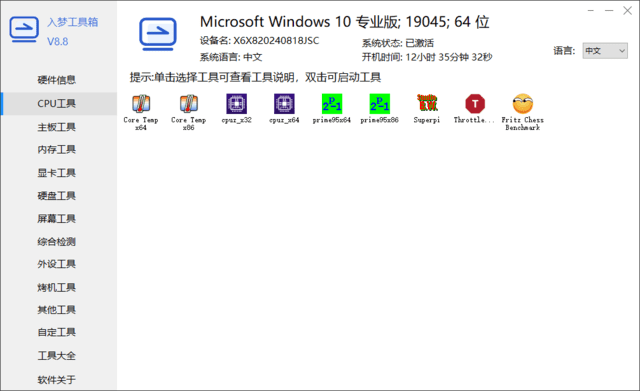 入梦工具箱
V8.8
Microsoft Windows 10 专业版; 19045; 64 位
设备名: X6X820240818JSC
系统状态: 已激活
系统语言: 中文
开机时间: 12小时 35分钟 32秒
语言:
中文
提示:单击选择工具可查看工具说明，双击可启动工具
硬件信息
CPU工具
主板工具
内存工具
显卡工具
硬盘工具
屏幕工具
综合检测
外设工具
烤机工具
其他工具
自定工具
工具大全
软件关于
Core Temp x64
Core Temp x86
cpuz_x32
cpuz_x64
prime95x64
prime95x86
Superpi
Throttle...
Fritz Chess Benchmark